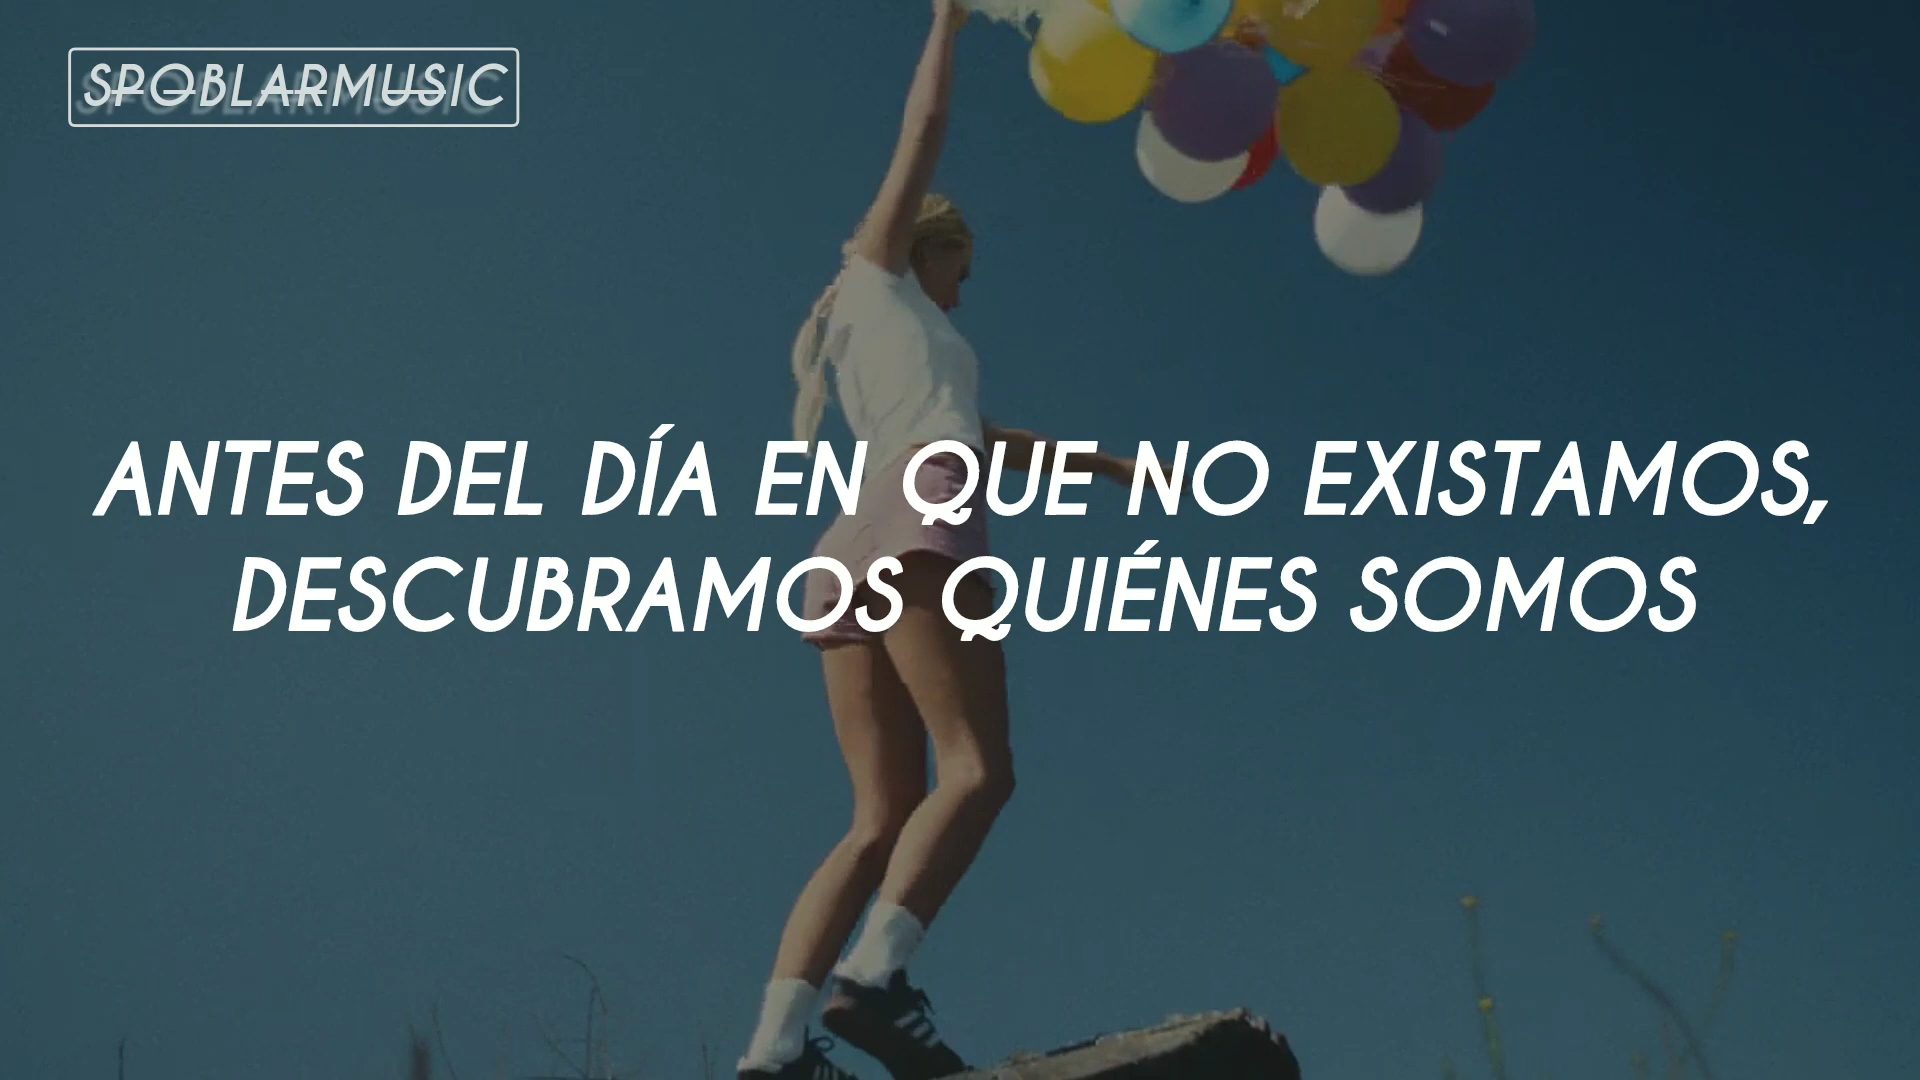 SPOBLARMUSIC
ANTES DEL DÍA EN QUE NO EXISTAMOS,
DESCUBRAMOS QUIÉNES SOMOS